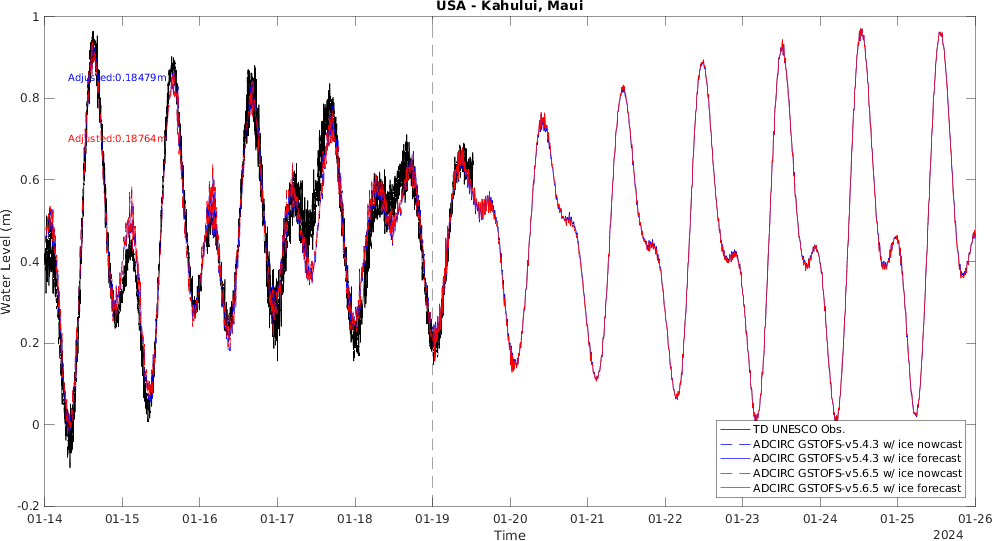 USA - Kahului, Maui
Water Level (m)
1
0.8
0.6
0.4
0.2
0
-0.2
Adjusted:0.18479m
Adjusted:0.18764m
TD UNESCO Obs.
ADCIRC GSTOFS-v5.4.3 w/ ice nowcast
ADCIRC GSTOFS-v5.4.3 w/ ice forecast
ADCIRC GSTOFS-v5.6.5 w/ ice nowcast
ADCIRC GSTOFS-v5.6.5 w/ ice forecast
01-14 01-15 01-16 01-17 01-18 01-19 01-20 01-21 01-22 01-23 01-24 01-25 01-26
Time
2024